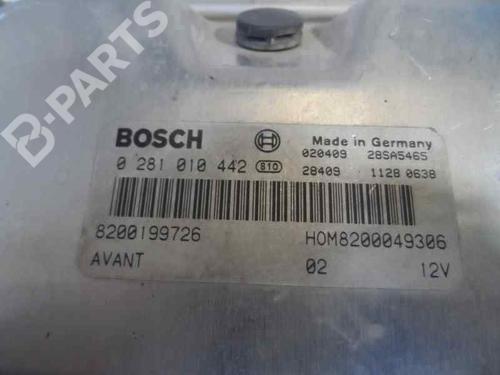 B-PARTS
BOSCH
Made in Germany
0 281 010 442 810
020409 28SA5465
28409 1128 0638
8200199726 HOM8200049306
AVANT 02 12V